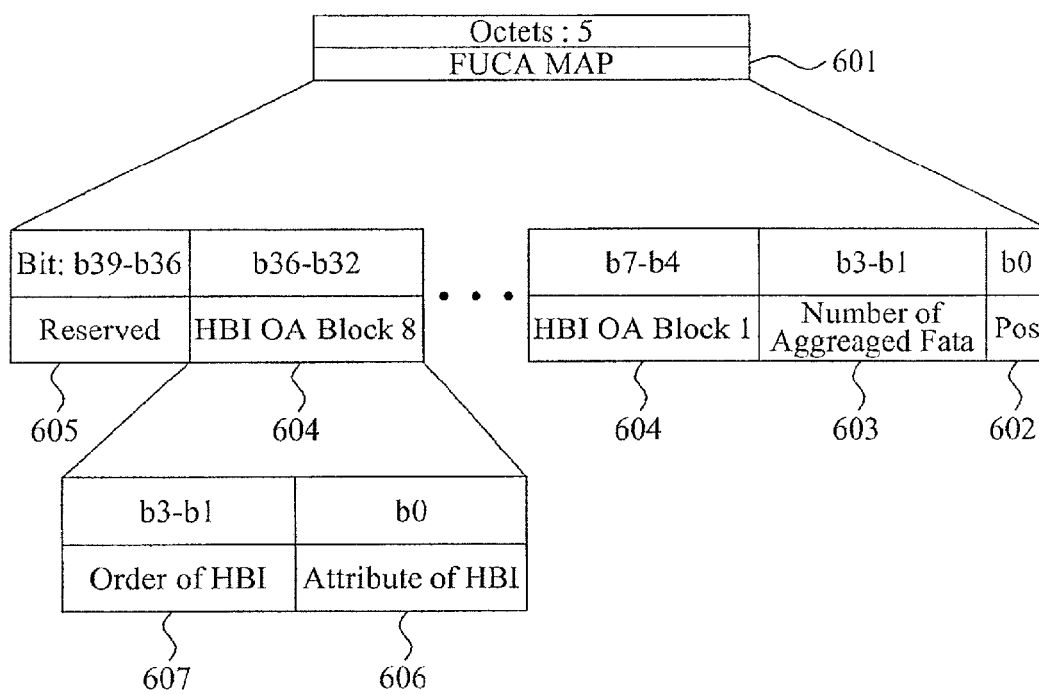 Octets : 5
FUCA MAP
601
Bit: b39-b36
b36-b32
b7-b4
b3-b1
b0
Reserved
HBI OA Block 8
HBI OA Block 1
Number of
Aggreaged Fata
Pos
605
604
604
603
602
b3-b1
b0
Order of HBI
Attribute of HBI
607
606